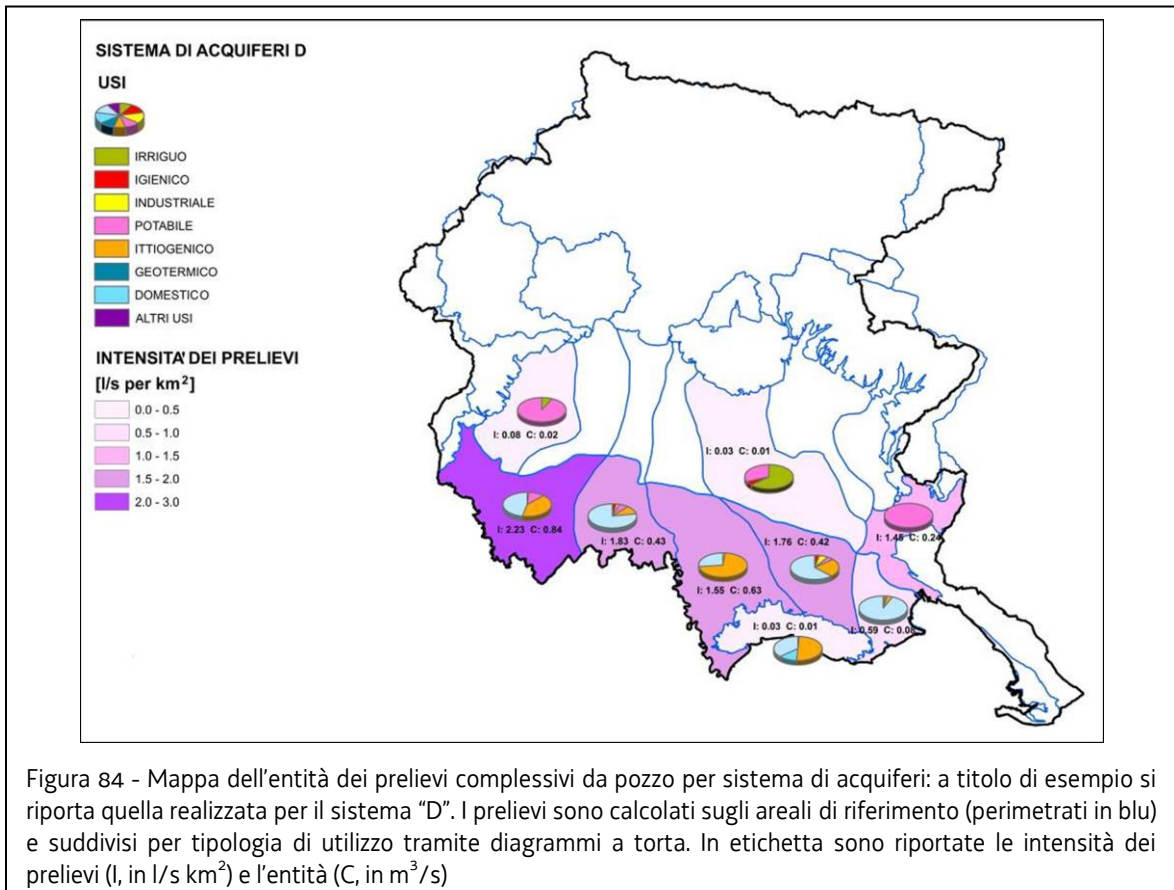 SISTEMA DI ACQUIFERI D
USI
IRRIGUO
IGIENICO
INDUSTRIALE
POTABILE
ITTIOGENICO
GEOTERMICO
DOMESTICO
ALTRI USI
INTENSITA' DEI PRELIEVI
[l/s per km²]
0.0 - 0.5
0.5 - 1.0
1.0 - 1.5
1.5 - 2.0
2.0 - 3.0
I: 0.08 C: 0.02
I: 0.03 C: 0.01
I: 2.23 C: 0.84
I: 1.83 C: 0.43
I: 1.76 C: 0.42
I: 1.45 C: 0.24
I: 1.55 C: 0.63
I: 0.59 C: 0.08
I: 0.03 C: 0.01
Figura 84 - Mappa dell'entità dei prelievi complessivi da pozzo per sistema di acquiferi: a titolo di esempio si
riporta quella realizzata per il sistema "D". I prelievi sono calcolati sugli areali di riferimento (perimetrati in blu)
e suddivisi per tipologia di utilizzo tramite diagrammi a torta. In etichetta sono riportate le intensità dei
prelievi (I, in l/s km²) e l'entità (C, in m³/s)